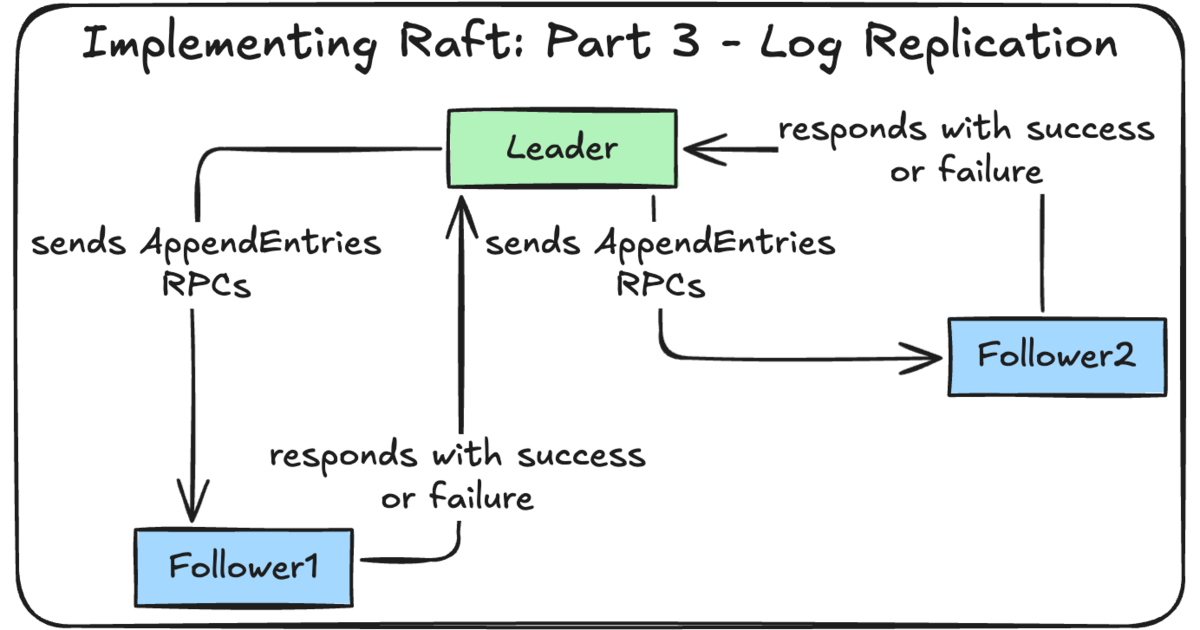 Implementing Raft: Part 3 - Log Replication
Leader
responds with success
or failure
sends AppendEntries
RPCs
sends AppendEntries
RPCs
Follower2
responds with success
or failure
Follower1